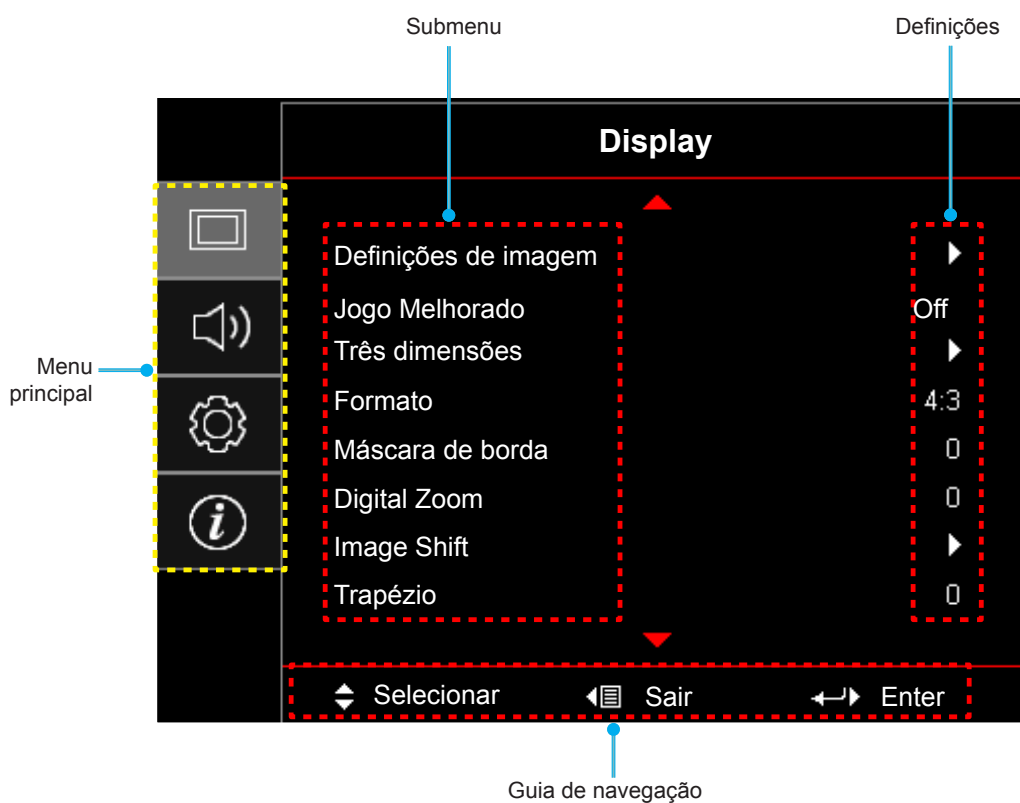 Submenu
Definições
Display
Definições de imagem
Jogo Melhorado Off
Três dimensões
Menu
principal
Formato 4:3
Máscara de borda 0
Digital Zoom 0
Image Shift
Trapézio 0
Selecionar Sair Enter
Guia de navegação